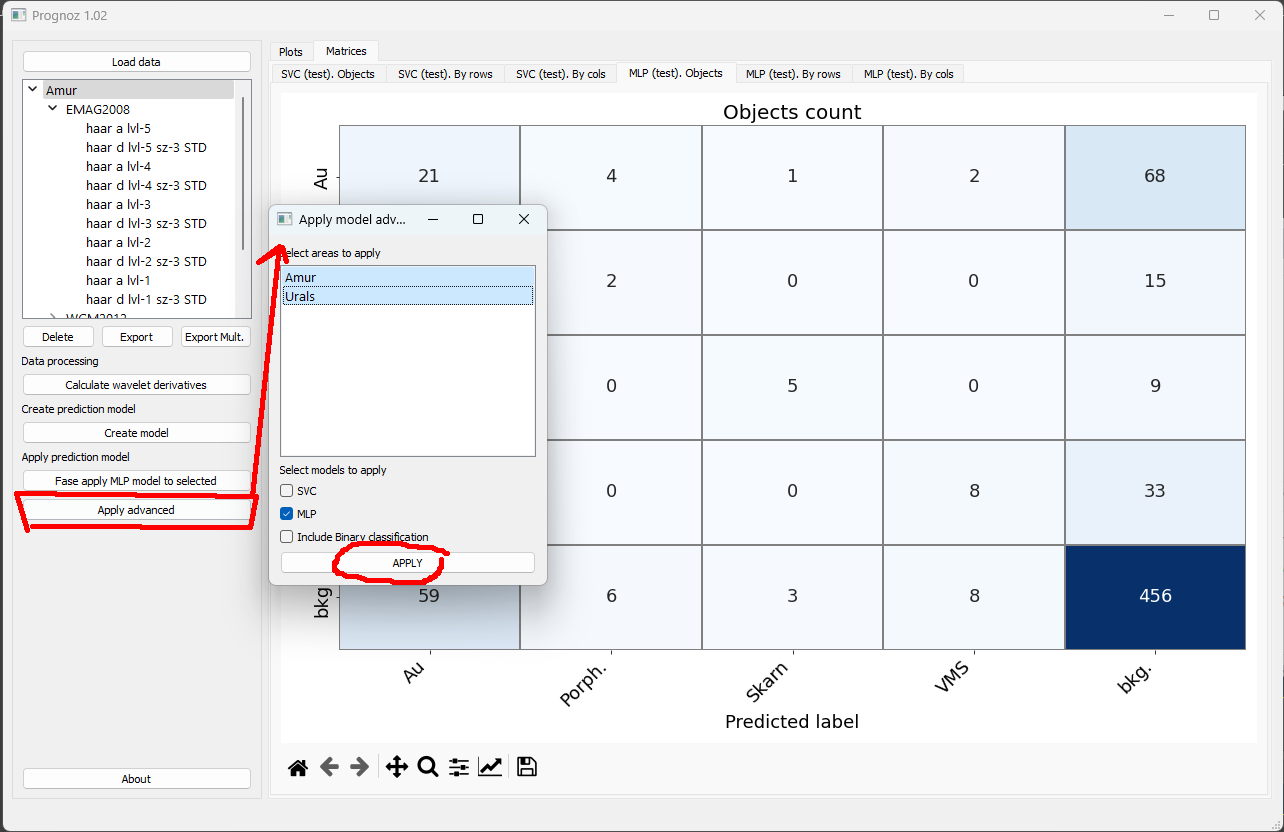 Prognoz 1.02
Load data
Amur
EMAG2008
haar a lvl-5
haar d lvl-5 sz-3 STD
haar a lvl-4
haar d lvl-4 sz-3 STD
haar a lvl-3
haar d lvl-3 sz-3 STD
haar a lvl-2
haar d lvl-2 sz-3 STD
haar a lvl-1
haar d lvl-1 sz-3 STD
WGM2012
Delete Export Export Mult.
Data processing
Calculate wavelet derivatives
Create prediction model
Create model
Apply prediction model
Fase apply MLP model to selected
Apply advanced
About
Plots Matrices
SVC (test). Objects SVC (test). By rows SVC (test). By cols MLP (test). Objects MLP (test). By rows MLP (test). By cols
Objects count
Au 21 4 1 2 68
2 0 0 15
0 5 0 9
0 0 8 33
bkg 59 6 3 8 456
Au Porph. Skarn VMS bkg.
Predicted label
Apply model adv...
Select areas to apply
Amur
Urals
Select models to apply
SVC
MLP
Include Binary classification
APPLY